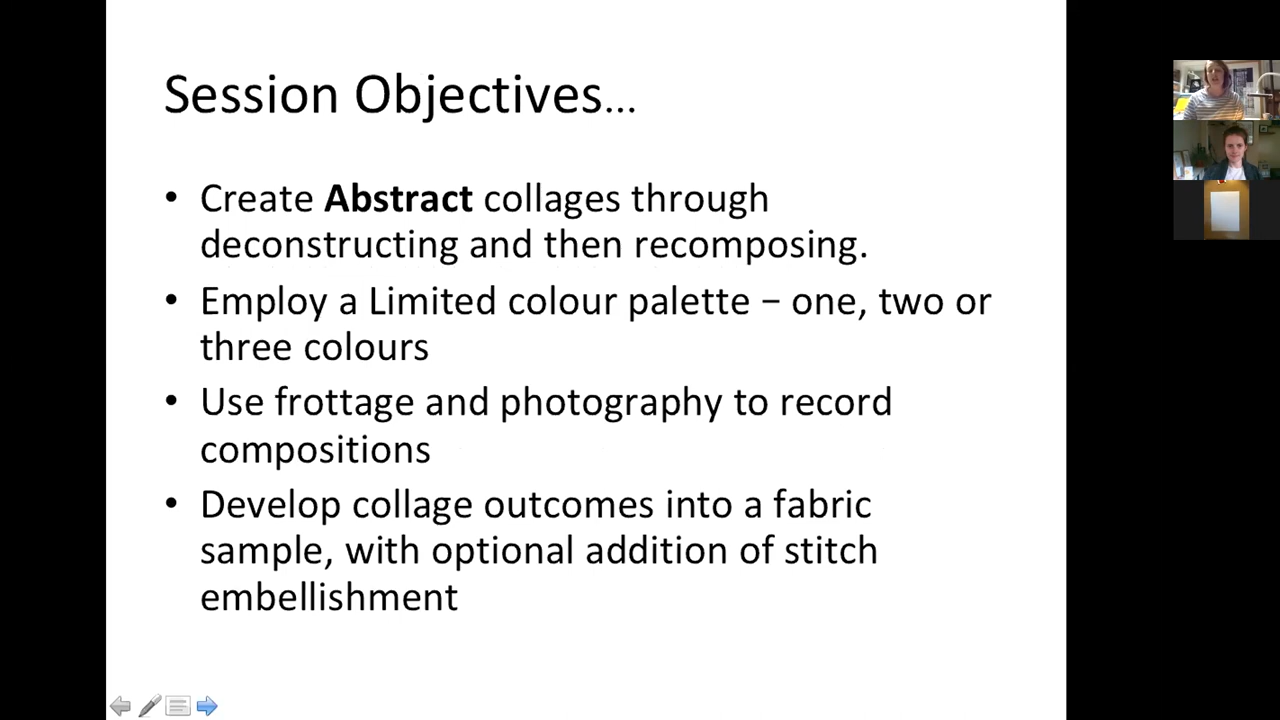 Session Objectives...
• Create Abstract collages through
deconstructing and then recomposing.
• Employ a Limited colour palette – one, two or
three colours
• Use frottage and photography to record
compositions
• Develop collage outcomes into a fabric
sample, with optional addition of stitch
embellishment